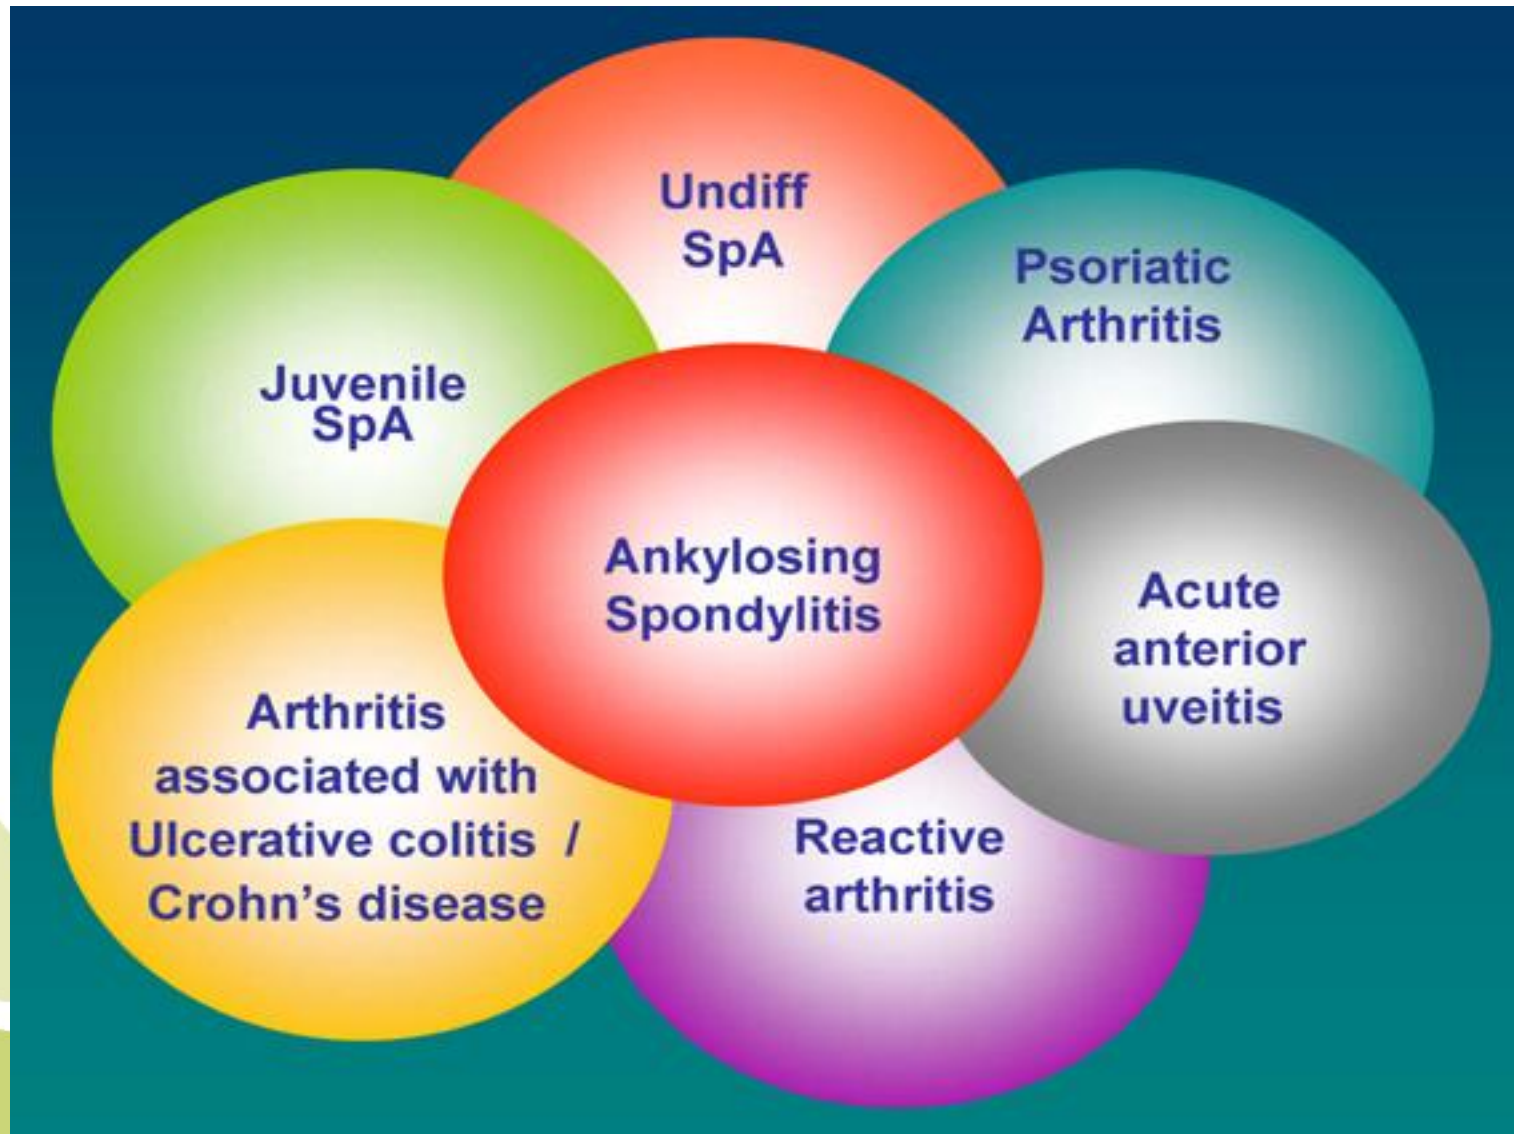 Undiff
SpA
Psoriatic
Arthritis
Juvenile
SpA
Ankylosing
Spondylitis
Acute
anterior
uveitis
Arthritis
associated with
Ulcerative colitis /
Crohn’s disease
Reactive
arthritis